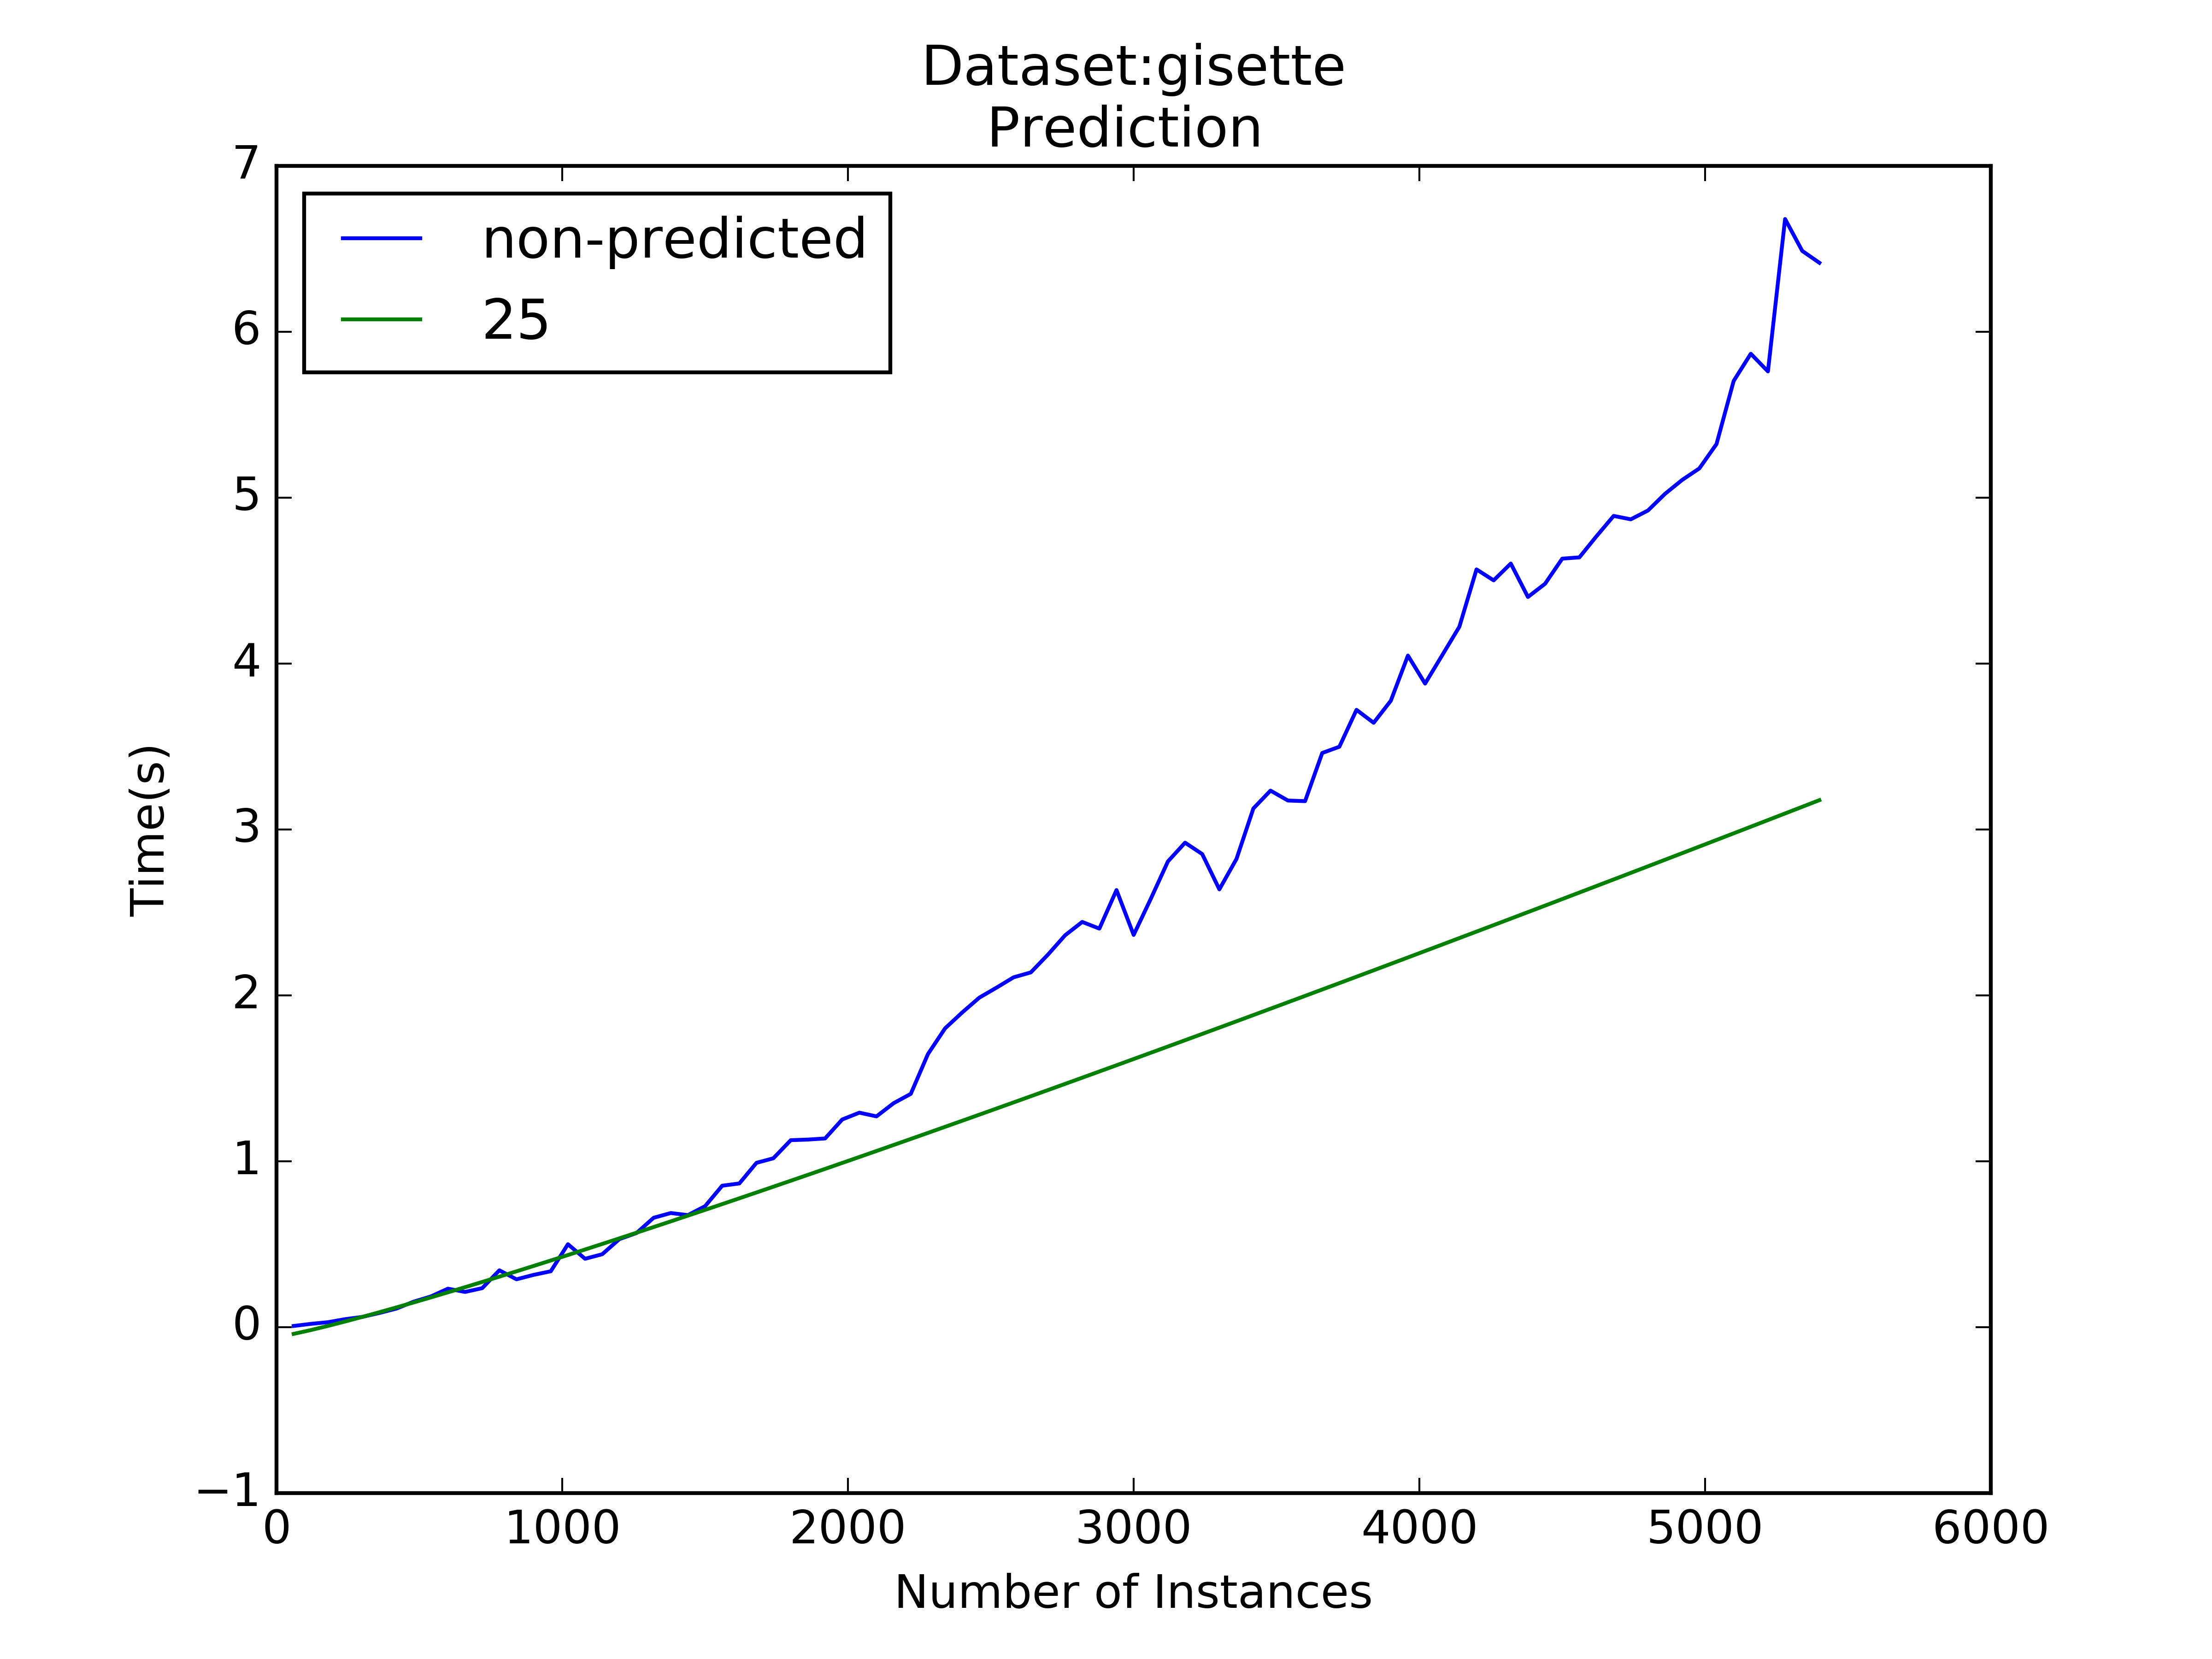 Dataset:gisette
Prediction
7
6
5
4
3
2
1
0
−1
non-predicted
25
Time(s)
0 1000 2000 3000 4000 5000 6000
Number of Instances